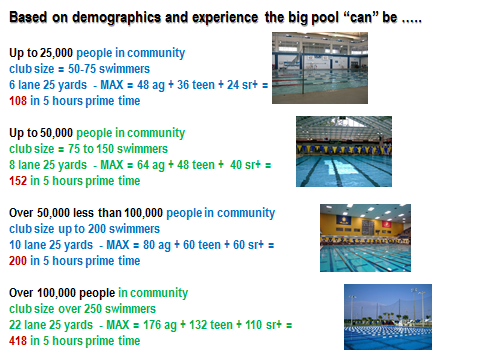 Based on demographics and experience the big pool “can” be …..
Up to 25,000 people in community
club size = 50-75 swimmers
6 lane 25 yards - MAX = 48 ag + 36 teen + 24 sr+ =
108 in 5 hours prime time
Up to 50,000 people in community
club size = 75 to 150 swimmers
8 lane 25 yards - MAX = 64 ag + 48 teen + 40 sr+ =
152 in 5 hours prime time
Over 50,000 less than 100,000 people in community
club size up to 200 swimmers
10 lane 25 yards - MAX = 80 ag + 60 teen + 60 sr+ =
200 in 5 hours prime time
Over 100,000 people in community
club size over 250 swimmers
22 lane 25 yards - MAX = 176 ag + 132 teen + 110 sr+ =
418 in 5 hours prime time